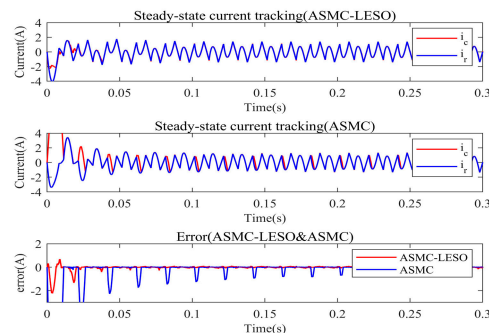 Steady-state current tracking(ASMC-LESO)
Current(A)
4
2
0
-2
-4
i_c
i_r
0
0.05
0.1
0.15
0.2
0.25
0.3
Time(s)
Steady-state current tracking(ASMC)
Current(A)
4
2
0
-2
-4
i_c
i_r
0
0.05
0.1
0.15
0.2
0.25
0.3
Time(s)
Error(ASMC-LESO&ASMC)
error(A)
2
0
-2
ASMC-LESO
ASMC
0
0.05
0.1
0.15
0.2
0.25
0.3
Time(s)